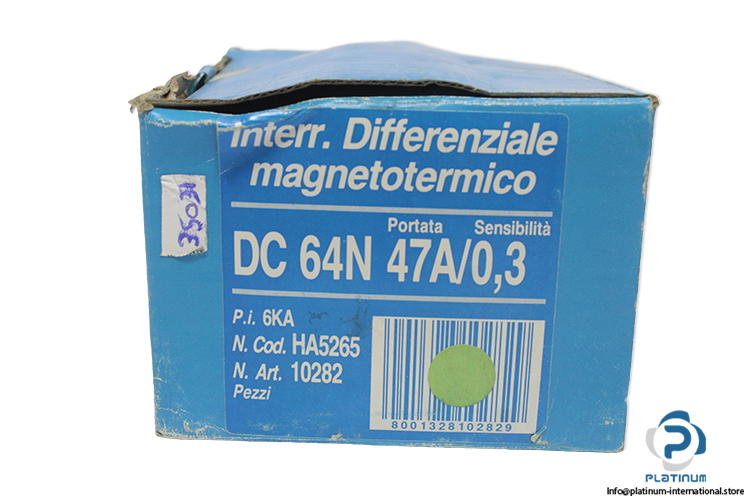 Interr. Differenziale
magnetotermico
Portata Sensibilità
DC 64N 47A/0,3
P.i. 6KA
N. Cod. HA5265
N. Art. 10282
Pezzi
8001328102829
35031
PLATINUM
Info@platinum-international.store